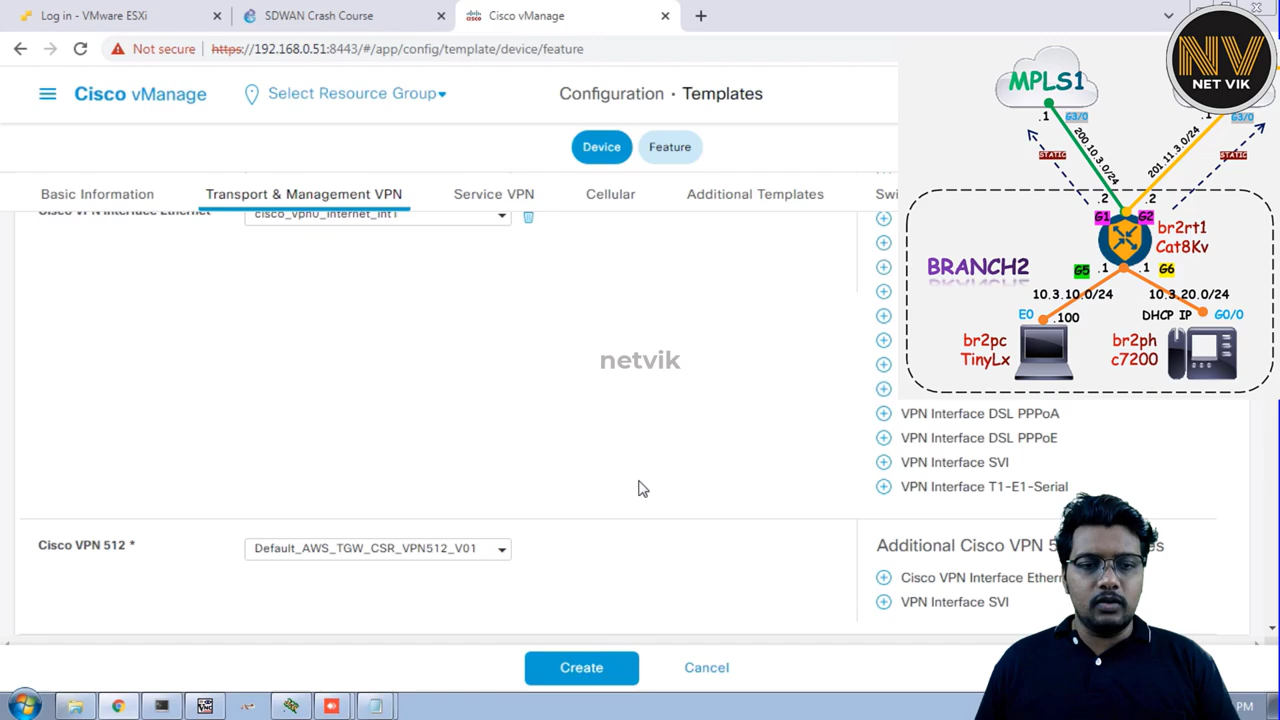 Log in - VMware ESXi
SDWAN Crash Course
Cisco vManage
Not secure
https://192.168.0.51:8443/#/app/config/template/device/feature
Cisco vManage
Select Resource Group
Configuration · Templates
Device
Feature
Basic Information
Transport & Management VPN
Service VPN
Cellular
Additional Templates
Swi
Cisco VPN Interface Ethernet
cisco_vpn0_internet_int1
VPN Interface DSL PPPoA
VPN Interface DSL PPPoE
VPN Interface SVI
VPN Interface T1-E1-Serial
netvik
Cisco VPN 512 *
Default_AWS_TGW_CSR_VPN512_V01
Additional Cisco VPN 5
es
Cisco VPN Interface Ether
VPN Interface SVI
Create
Cancel
PM
NV
NET VIK
MPLS1
.1
G3/0
.1
G3/0
200.10.3.0/24
201.11.3.0/24
STATIC
STATIC
.2
.2
G1
G2
br2rt1
Cat8Kv
BRANCH2
G5
.1
.1
G6
10.3.10.0/24
10.3.20.0/24
E0
.100
DHCP IP
G0/0
br2pc
TinyLx
br2ph
c7200